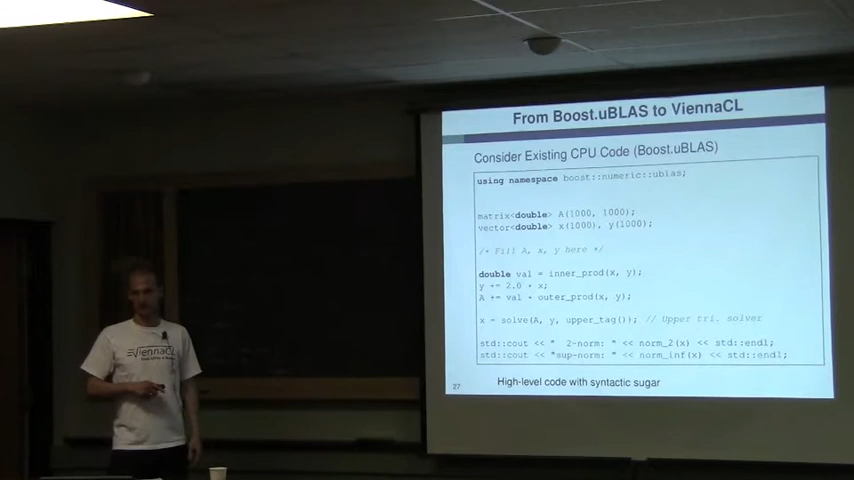 From Boost.uBLAS to ViennaCL
Consider Existing CPU Code (Boost.uBLAS)
using namespace boost::numeric::ublas;
matrix<double> A(1000, 1000);
vector<double> x(1000), y(1000);
/* Fill A, x, y here */
double val = inner_prod(x, y);
y += 2.0 * x;
A += val * outer_prod(x, y);
x = solve(A, y, upper_tag()); // Upper tri. solver
std::cout << " 2-norm: " << norm_2(x) << std::endl;
std::cout << "sup-norm: " << norm_inf(x) << std::endl;
27
High-level code with syntactic sugar
ViennaCL